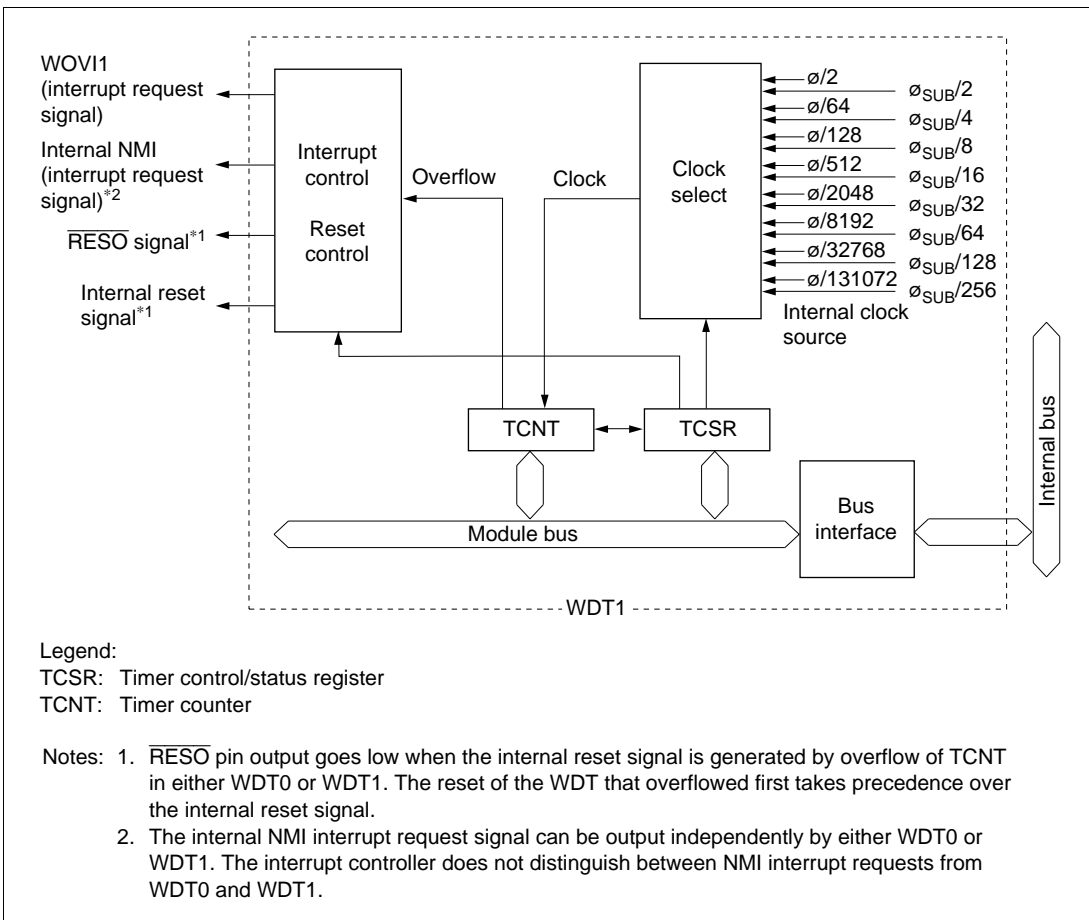 WOVI1
(interrupt request
signal)
Internal NMI
(interrupt request
signal)*2
RESO signal*1
Internal reset
signal*1
Interrupt
control
Reset
control
Overflow
Clock
Clock
select
ø/2
øSUB/2
ø/64
øSUB/4
ø/128
øSUB/8
ø/512
øSUB/16
ø/2048
øSUB/32
ø/8192
øSUB/64
ø/32768
øSUB/128
ø/131072
øSUB/256
Internal clock
source
TCNT
TCSR
Module bus
Bus
interface
Internal bus
WDT1
Legend:
TCSR: Timer control/status register
TCNT: Timer counter
Notes: 1. RESO pin output goes low when the internal reset signal is generated by overflow of TCNT
in either WDT0 or WDT1. The reset of the WDT that overflowed first takes precedence over
the internal reset signal.
2. The internal NMI interrupt request signal can be output independently by either WDT0 or
WDT1. The interrupt controller does not distinguish between NMI interrupt requests from
WDT0 and WDT1.